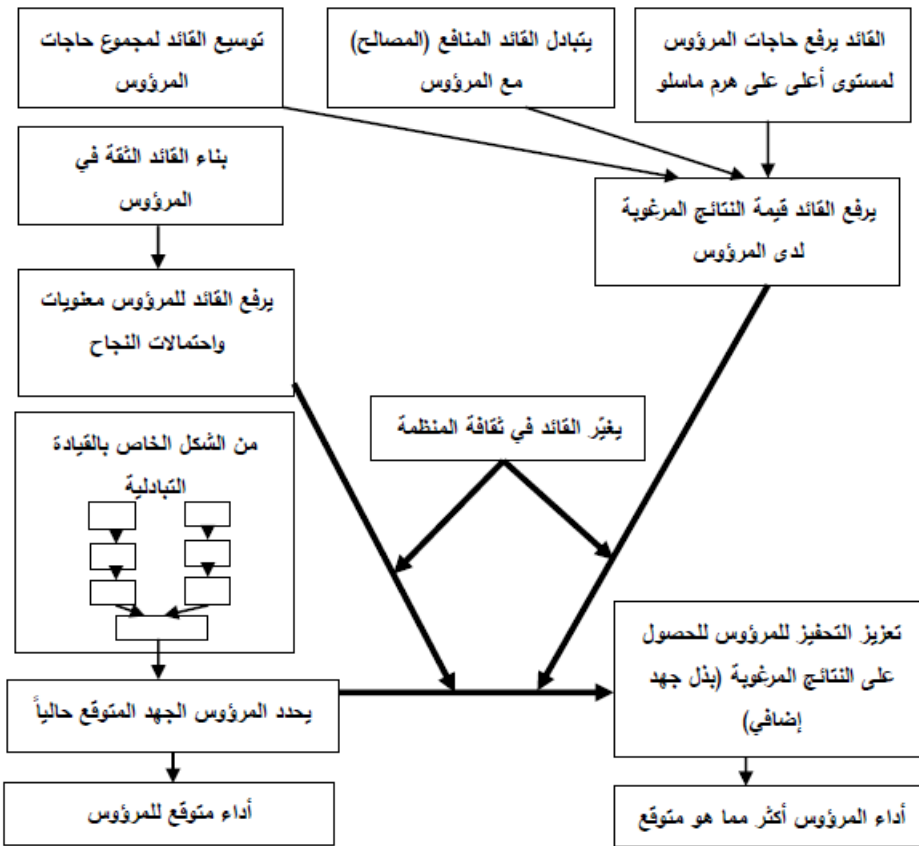 القائد يرفع حاجات المرؤوس
لمستوى أعلى على هرم ماسلو
يتبادل القائد المنافع (المصالح)
مع المرؤوس
توسيع القائد لمجموع حاجات
المرؤوس
بناء القائد الثقة في
المرؤوس
يرفع القائد قيمة النتائج المرغوبة
لدى المرؤوس
يرفع القائد للمرؤوس معنويات
واحتمالات النجاح
يغيّر القائد في ثقافة المنظمة
من الشكل الخاص بالقيادة
التبادلية
تعزيز التحفيز للمرؤوس للحصول
على النتائج المرغوبة (بذل جهد
إضافي)
يحدد المرؤوس الجهد المتوقع حالياً
أداء المرؤوس أكثر مما هو متوقع
أداء متوقع للمرؤوس